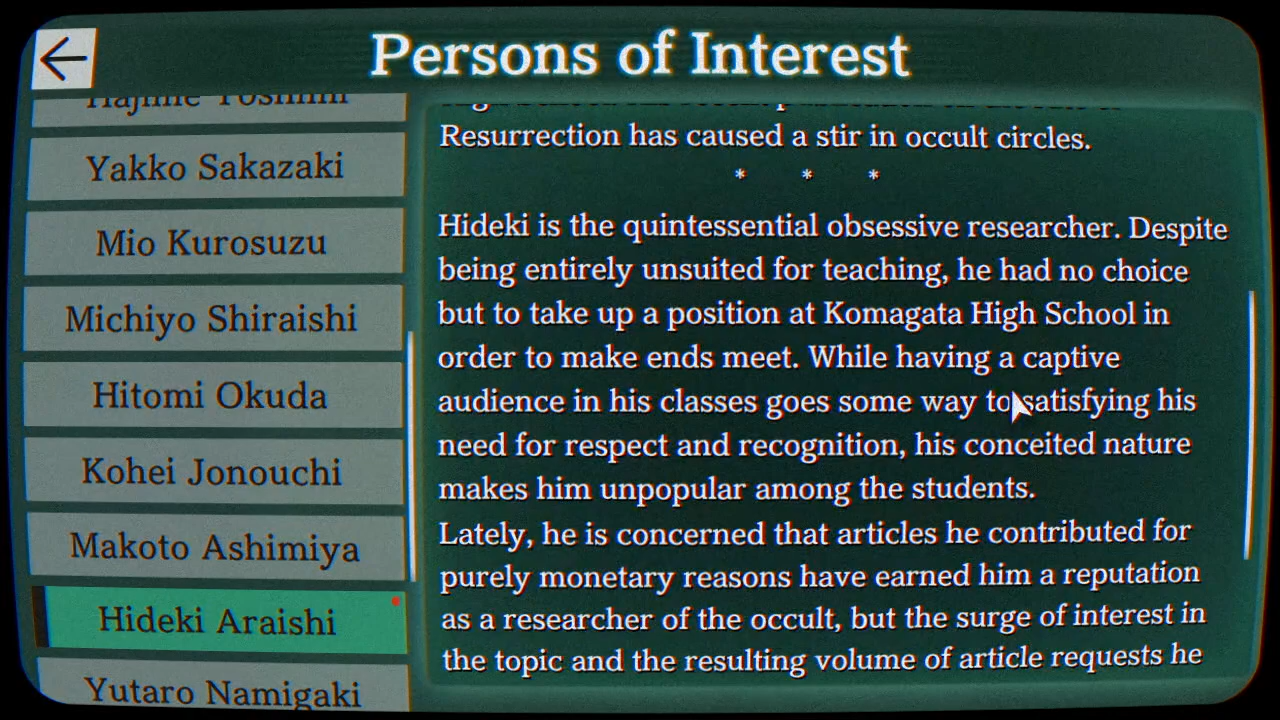 Persons of Interest
Yakko Sakazaki
Mio Kurosuzu
Michiyo Shiraishi
Hitomi Okuda
Kohei Jonouchi
Makoto Ashimiya
Hideki Araishi
Yutaro Namigaki
Resurrection has caused a stir in occult circles.
* * *
Hideki is the quintessential obsessive researcher. Despite
being entirely unsuited for teaching, he had no choice
but to take up a position at Komagata High School in
order to make ends meet. While having a captive
audience in his classes goes some way to satisfying his
need for respect and recognition, his conceited nature
makes him unpopular among the students.
Lately, he is concerned that articles he contributed for
purely monetary reasons have earned him a reputation
as a researcher of the occult, but the surge of interest in
the topic and the resulting volume of article requests he